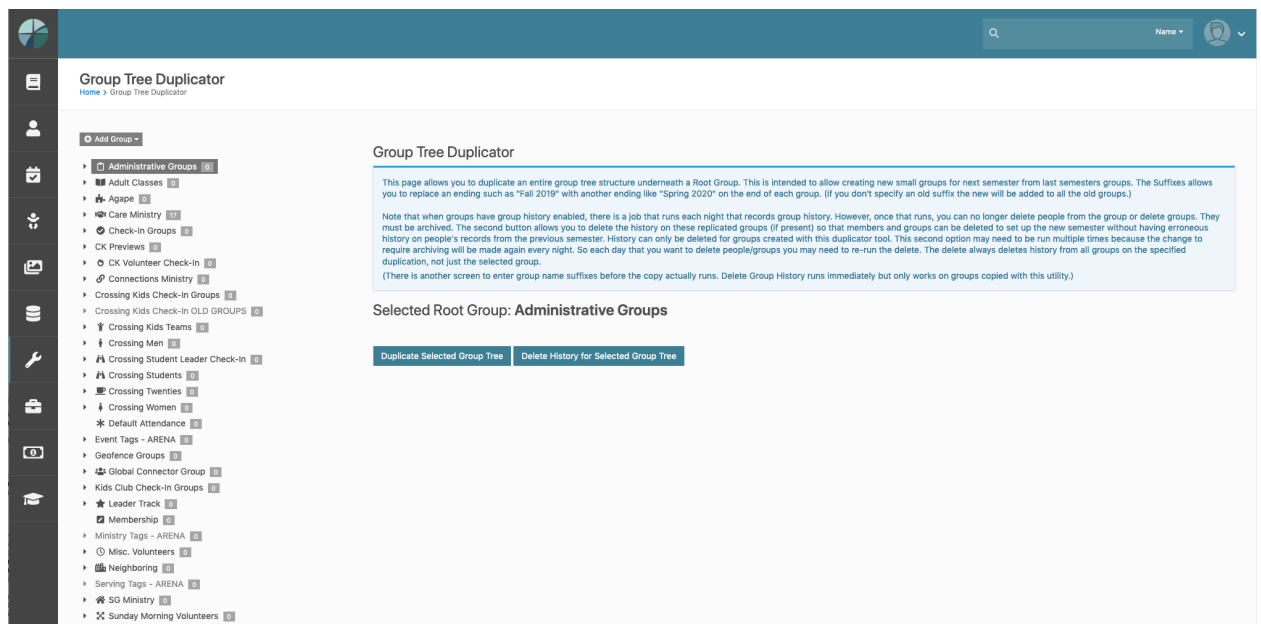 Name
Group Tree Duplicator
Home > Group Tree Duplicator
Add Group
Administrative Groups 0
Adult Classes 0
Agape 0
Care Ministry 17
Check-In Groups 0
CK Previews 0
CK Volunteer Check-In 0
Connections Ministry 0
Crossing Kids Check-In Groups 0
Crossing Kids Check-In OLD GROUPS 0
Crossing Kids Teams 0
Crossing Men 0
Crossing Student Leader Check-In 0
Crossing Students 0
Crossing Twenties 0
Crossing Women 0
Default Attendance 0
Event Tags - ARENA 0
Geofence Groups 0
Global Connector Group 0
Kids Club Check-In Groups 0
Leader Track 0
Membership 0
Ministry Tags - ARENA 0
Misc. Volunteers 0
Neighboring 0
Serving Tags - ARENA 0
SG Ministry 0
Sunday Morning Volunteers 0
Group Tree Duplicator
This page allows you to duplicate an entire group tree structure underneath a Root Group. This is intended to allow creating new small groups for next semester from last semesters groups. The Suffixes allows
you to replace an ending such as "Fall 2019" with another ending like "Spring 2020" on the end of each group. (if you don't specify an old suffix the new will be added to all the old groups.)
Note that when groups have group history enabled, there is a job that runs each night that records group history. However, once that runs, you can no longer delete people from the group or delete groups. They
must be archived. The second button allows you to delete the history on these replicated groups (if present) so that members and groups can be deleted to set up the new semester without having erroneous
history on people's records from the previous semester. History can only be deleted for groups created with this duplicator tool. This second option may need to be run multiple times because the change to
require archiving will be made again every night. So each day that you want to delete people/groups you may need to re-run the delete. The delete always deletes history from all groups on the specified
duplication, not just the selected group.
(There is another screen to enter group name suffixes before the copy actually runs. Delete Group History runs immediately but only works on groups copied with this utility.)
Selected Root Group: Administrative Groups
Duplicate Selected Group Tree
Delete History for Selected Group Tree